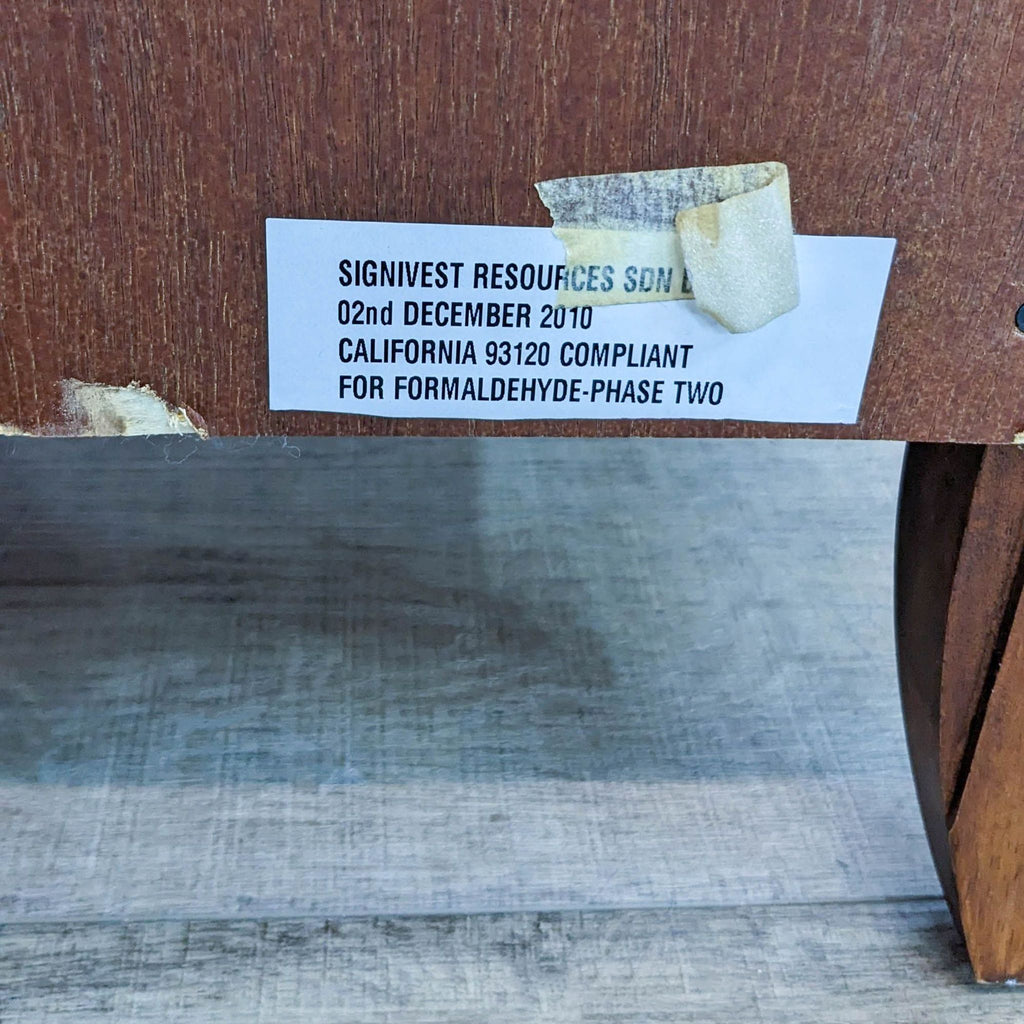 SIGNIVEST RESOURCES SDN
02nd DECEMBER 2010
CALIFORNIA 93120 COMPLIANT
FOR FORMALDEHYDE-PHASE TWO